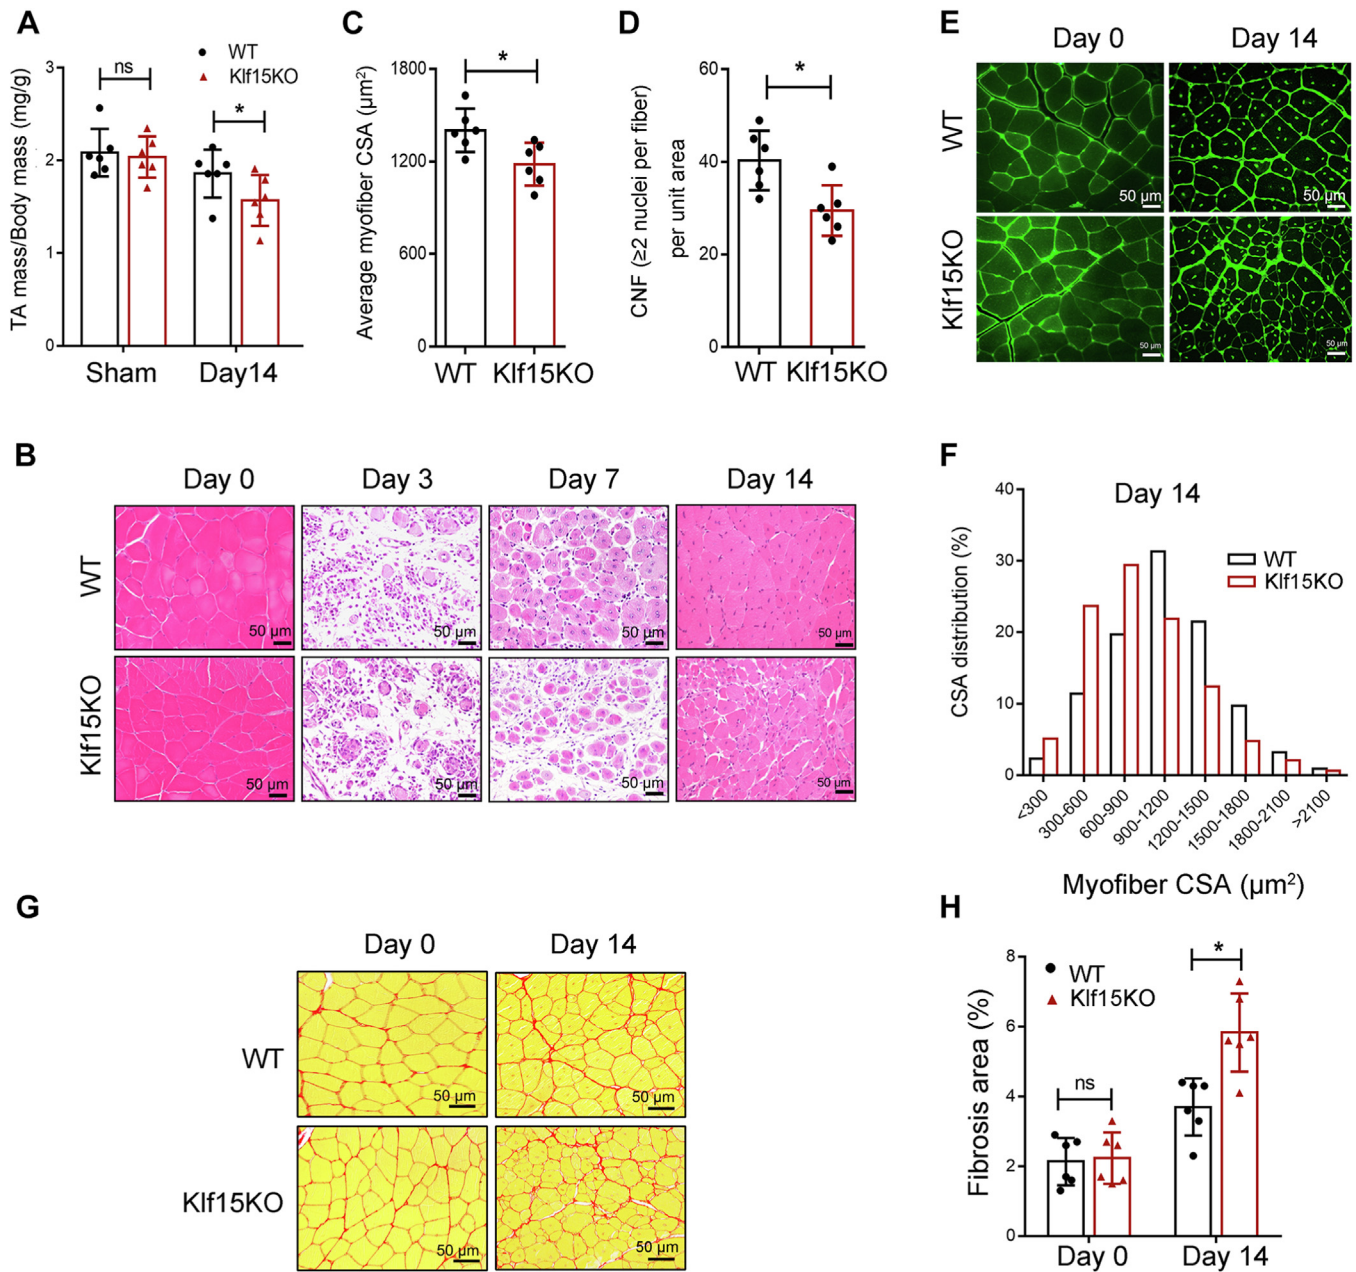 A
WT
Klf15KO
TA mass/Body mass (mg/g)
3
2
1
0
ns
*
Sham
Day14
C
Average myofiber CSA (µm²)
1800
1200
600
0
*
WT
Klf15KO
D
CNF (≥2 nuclei per fiber)
per unit area
60
40
20
0
*
WT
Klf15KO
E
Day 0
Day 14
WT
50 µm
50 µm
Klf15KO
50 µm
50 µm
B
Day 0
Day 3
Day 7
Day 14
WT
50 µm
50 µm
50 µm
50 µm
Klf15KO
50 µm
50 µm
50 µm
50 µm
F
Day 14
CSA distribution (%)
40
30
20
10
0
WT
Klf15KO
<300
300-600
600-900
900-1200
1200-1500
1500-1800
1800-2100
>2100
Myofiber CSA (µm²)
G
Day 0
Day 14
WT
50 µm
50 µm
Klf15KO
50 µm
50 µm
H
Fibrosis area (%)
8
6
4
2
0
WT
Klf15KO
ns
*
Day 0
Day 14